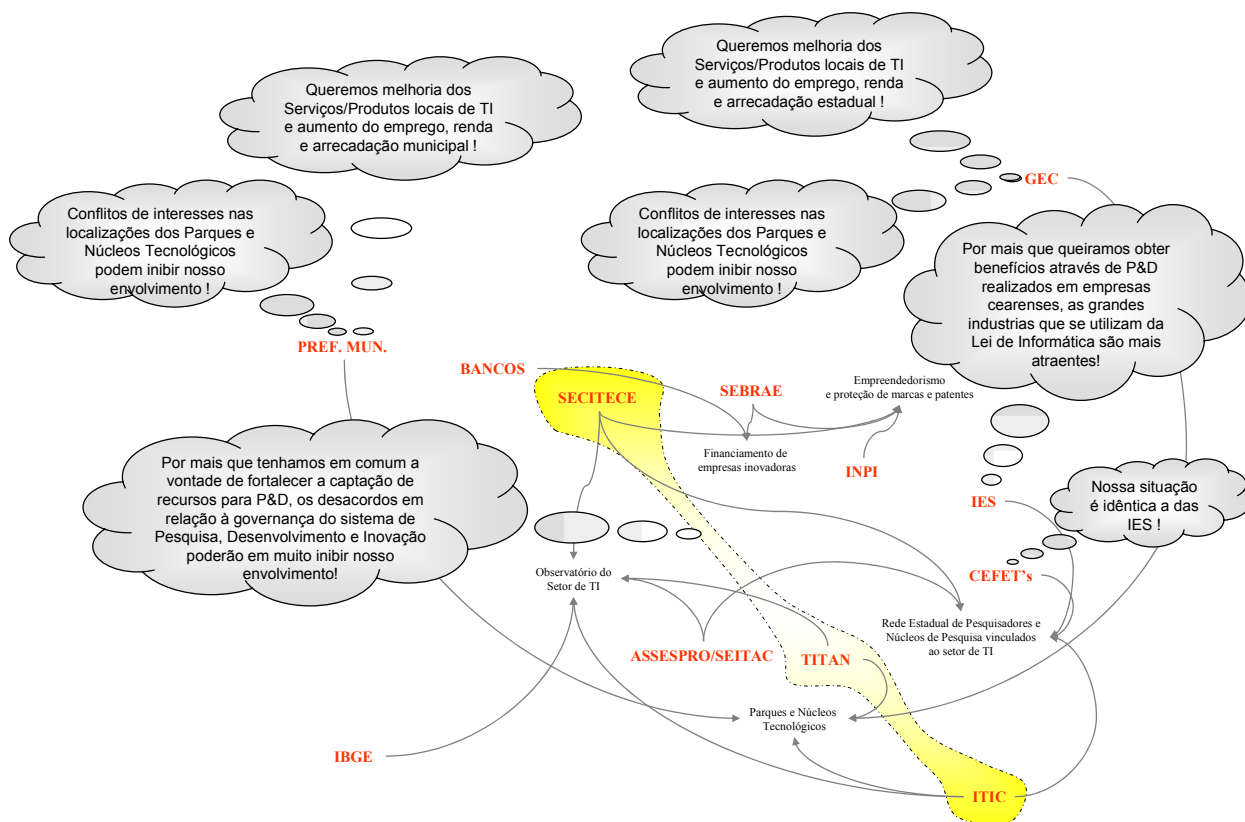 Queremos melhoria dos
Serviços/Produtos locais de TI
e aumento do emprego, renda
e arrecadação estadual !
Queremos melhoria dos
Serviços/Produtos locais de TI
e aumento do emprego, renda
e arrecadação municipal !
GEC
Conflitos de interesses nas
localizações dos Parques e
Núcleos Tecnológicos
podem inibir nosso
envolvimento !
Conflitos de interesses nas
localizações dos Parques e
Núcleos Tecnológicos
podem inibir nosso
envolvimento !
Por mais que queiramos obter
benefícios através de P&D
realizados em empresas
cearenses, as grandes
industrias que se utilizam da
Lei de Informática são mais
atraentes!
PREF. MUN.
BANCOS
SECITECE
SEBRAE
Empreendedorismo
e proteção de marcas e patentes
Financiamento de
empresas inovadoras
INPI
Por mais que tenhamos em comum a
vontade de fortalecer a captação de
recursos para P&D, os desacordos em
relação à governança do sistema de
Pesquisa, Desenvolvimento e Inovação
poderão em muito inibir nosso
envolvimento!
IES
Nossa situação
é idêntica a das
IES !
CEFET's
Observatório do
Setor de TI
Rede Estadual de Pesquisadores e
Núcleos de Pesquisa vinculados
ao setor de TI
ASSESPRO/SEITAC
TITAN
Parques e Núcleos
Tecnológicos
IBGE
ITIC